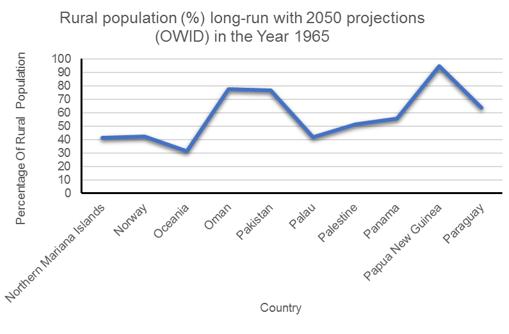 Rural population (%) long-run with 2050 projections
(OWID) in the Year 1965
Percentage Of Rural Population
100
90
80
70
60
50
40
30
20
10
0
Northern Mariana Islands
Norway
Oceania
Oman
Pakistan
Palau
Palestine
Panama
Papua New Guinea
Paraguay
Country